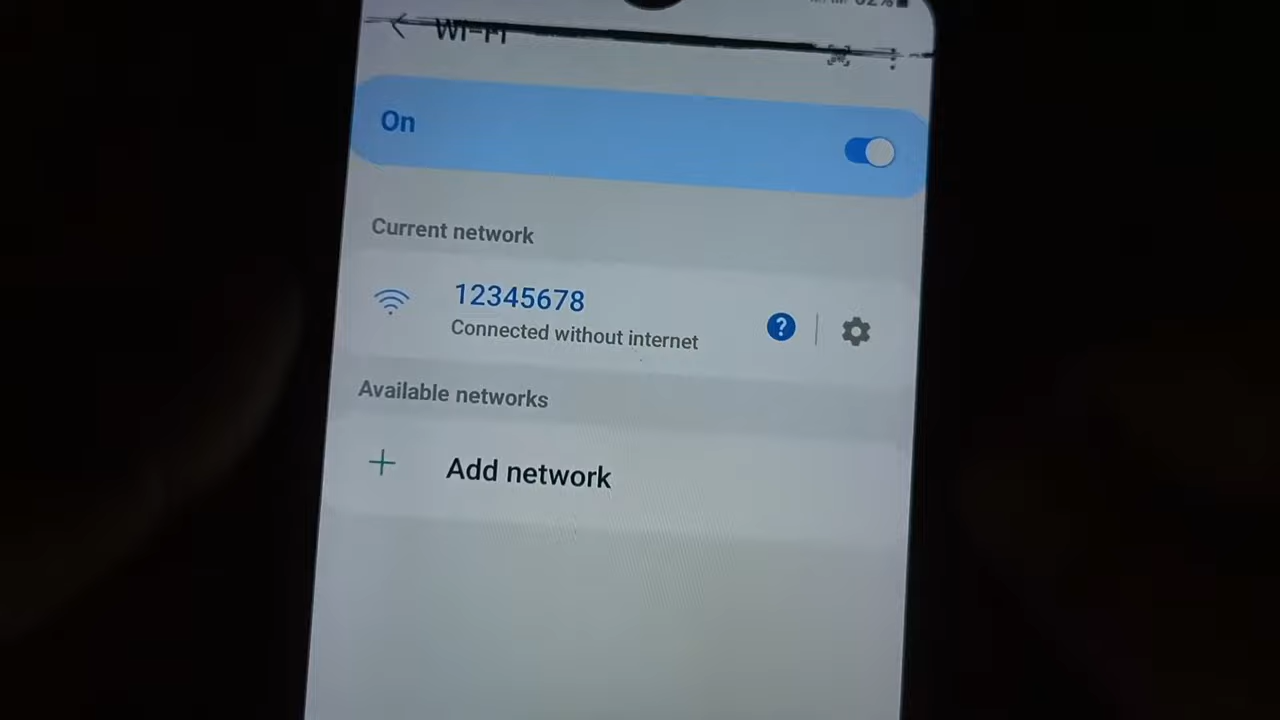 Wi-Fi
On
Current network
12345678
Connected without internet
?
Available networks
Add network